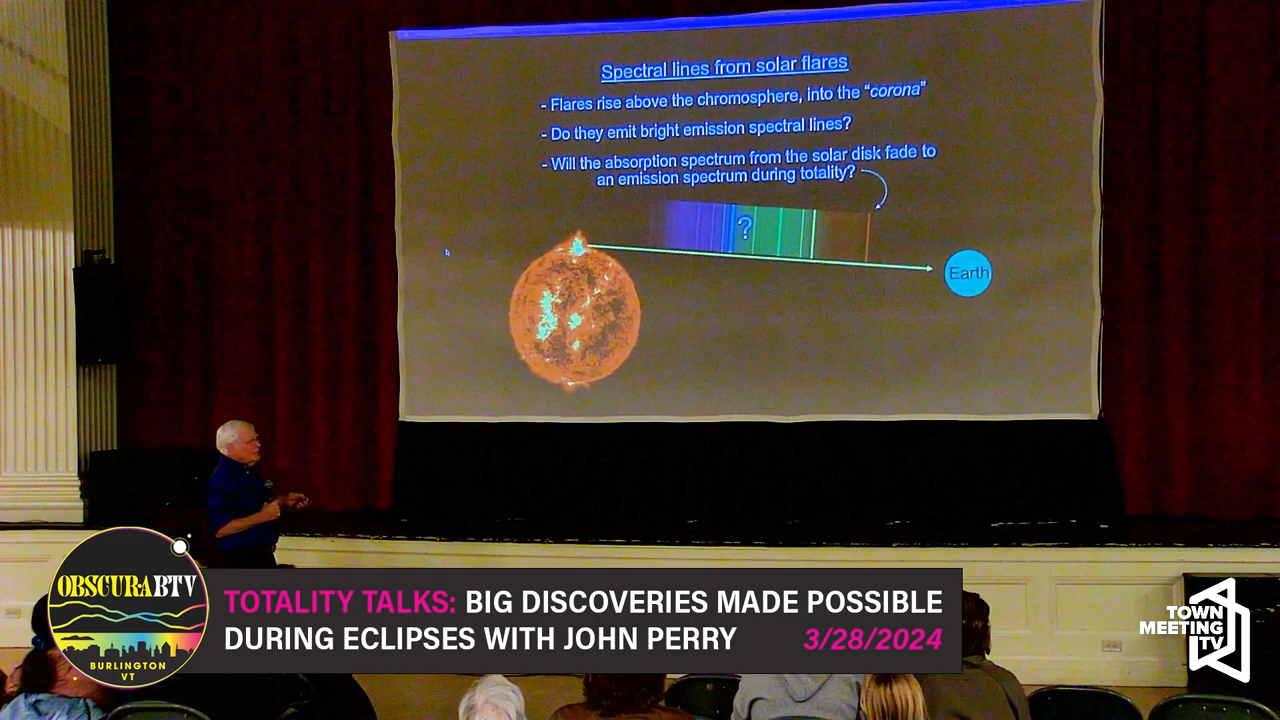 Spectral lines from solar flares
- Flares rise above the chromosphere, into the “corona”
- Do they emit bright emission spectral lines?
- Will the absorption spectrum from the solar disk fade to
an emission spectrum during totality?
?
Earth
OBSCURABTV
BURLINGTON
VT
TOTALITY TALKS: BIG DISCOVERIES MADE POSSIBLE
DURING ECLIPSES WITH JOHN PERRY 3/28/2024
TOWN
MEETING
TV